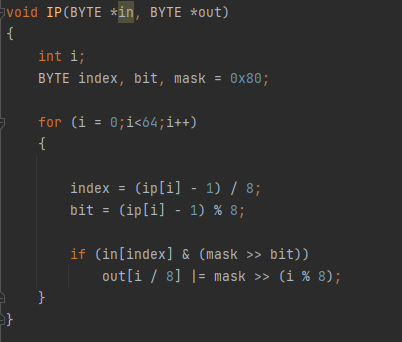 void IP(BYTE *in, BYTE *out)
{
    int i;
    BYTE index, bit, mask = 0x80;
    for (i = 0;i<64;i++)
    {
        index = (ip[i] - 1) / 8;
        bit = (ip[i] - 1) % 8;
        if (in[index] & (mask >> bit))
            out[i / 8] |= mask >> (i % 8);
    }
}